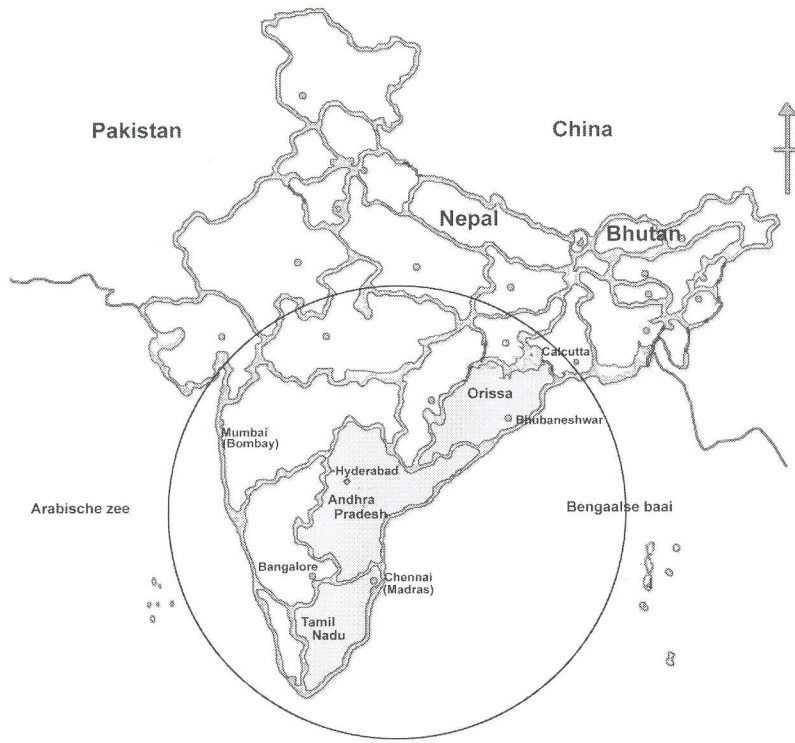 Pakistan
China
Nepal
Bhutan
Calcutta
Orissa
Bhubaneshwar
Mumbai
(Bombay)
Hyderabad
Andhra
Pradesh
Arabische zee
Bengaalse baai
Bangalore
Chennai
(Madras)
Tamil
Nadu